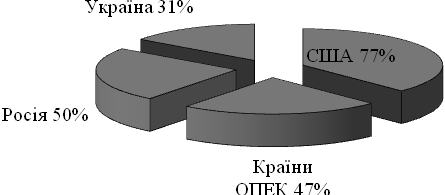 Україна 31%
США 77%
Росія 50%
Країни
ОПЕК 47%